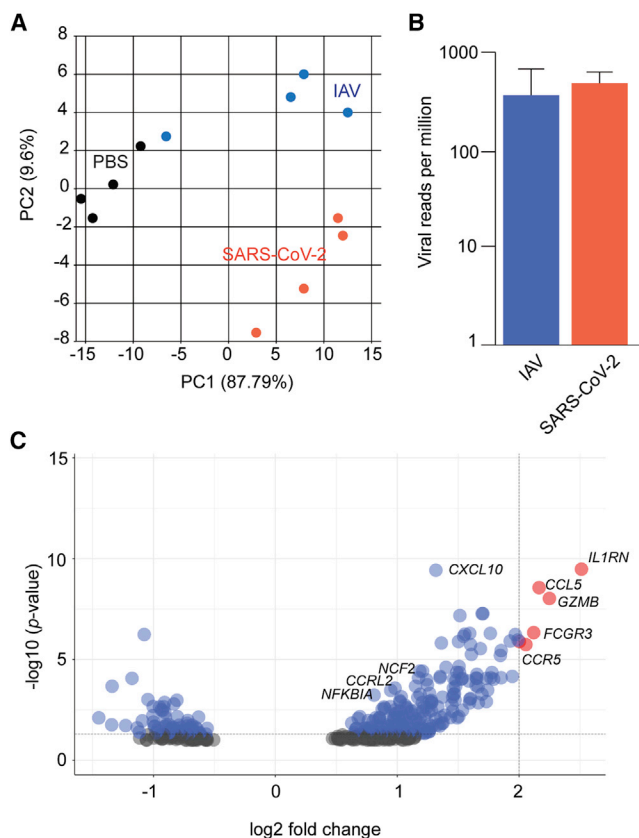 A
8
6
4
2
0
-2
-4
-6
-8
PC2 (9.6%)
IAV
PBS
SARS-CoV-2
-15
-10
-5
0
5
10
15
PC1 (87.79%)
B
1000
100
10
1
Viral reads per million
IAV
SARS-CoV-2
C
15
10
5
0
-log10 (p-value)
CXCL10
IL1RN
CCL5
GZMB
FCGR3
CCR5
NCF2
CCRL2
NFKBIA
-1
0
1
2
log2 fold change